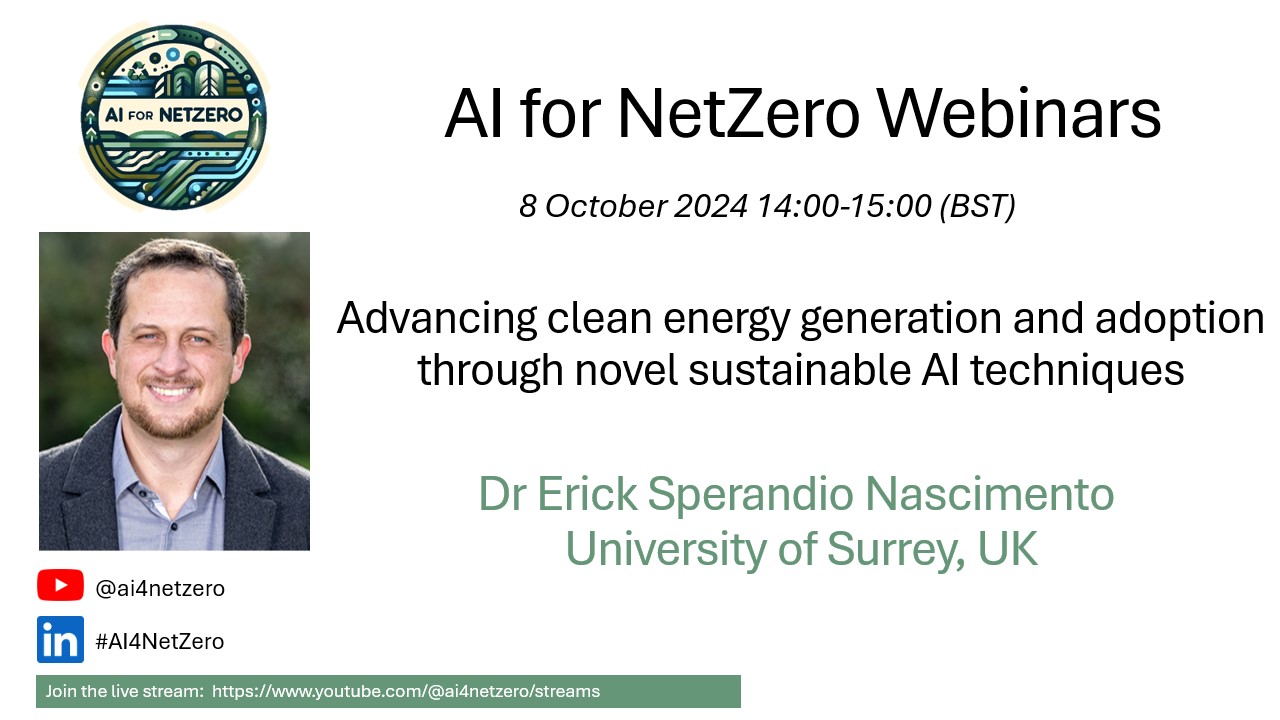 AI FOR NETZERO
AI for NetZero Webinars
8 October 2024 14:00-15:00 (BST)
Advancing clean energy generation and adoption
through novel sustainable AI techniques
Dr Erick Sperandio Nascimento
University of Surrey, UK
@ai4netzero
in
#AI4NetZero
Join the live stream: https://www.youtube.com/@ai4netzero/streams